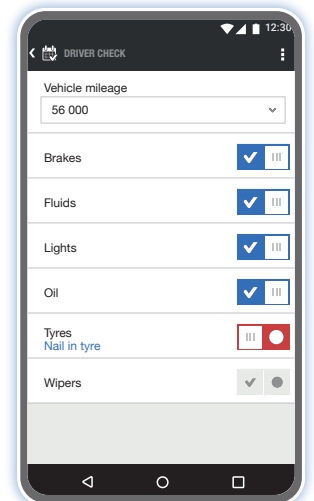 12:30
DRIVER CHECK
Vehicle mileage
56 000
Brakes
Fluids
Lights
Oil
Tyres
Nail in tyre
Wipers